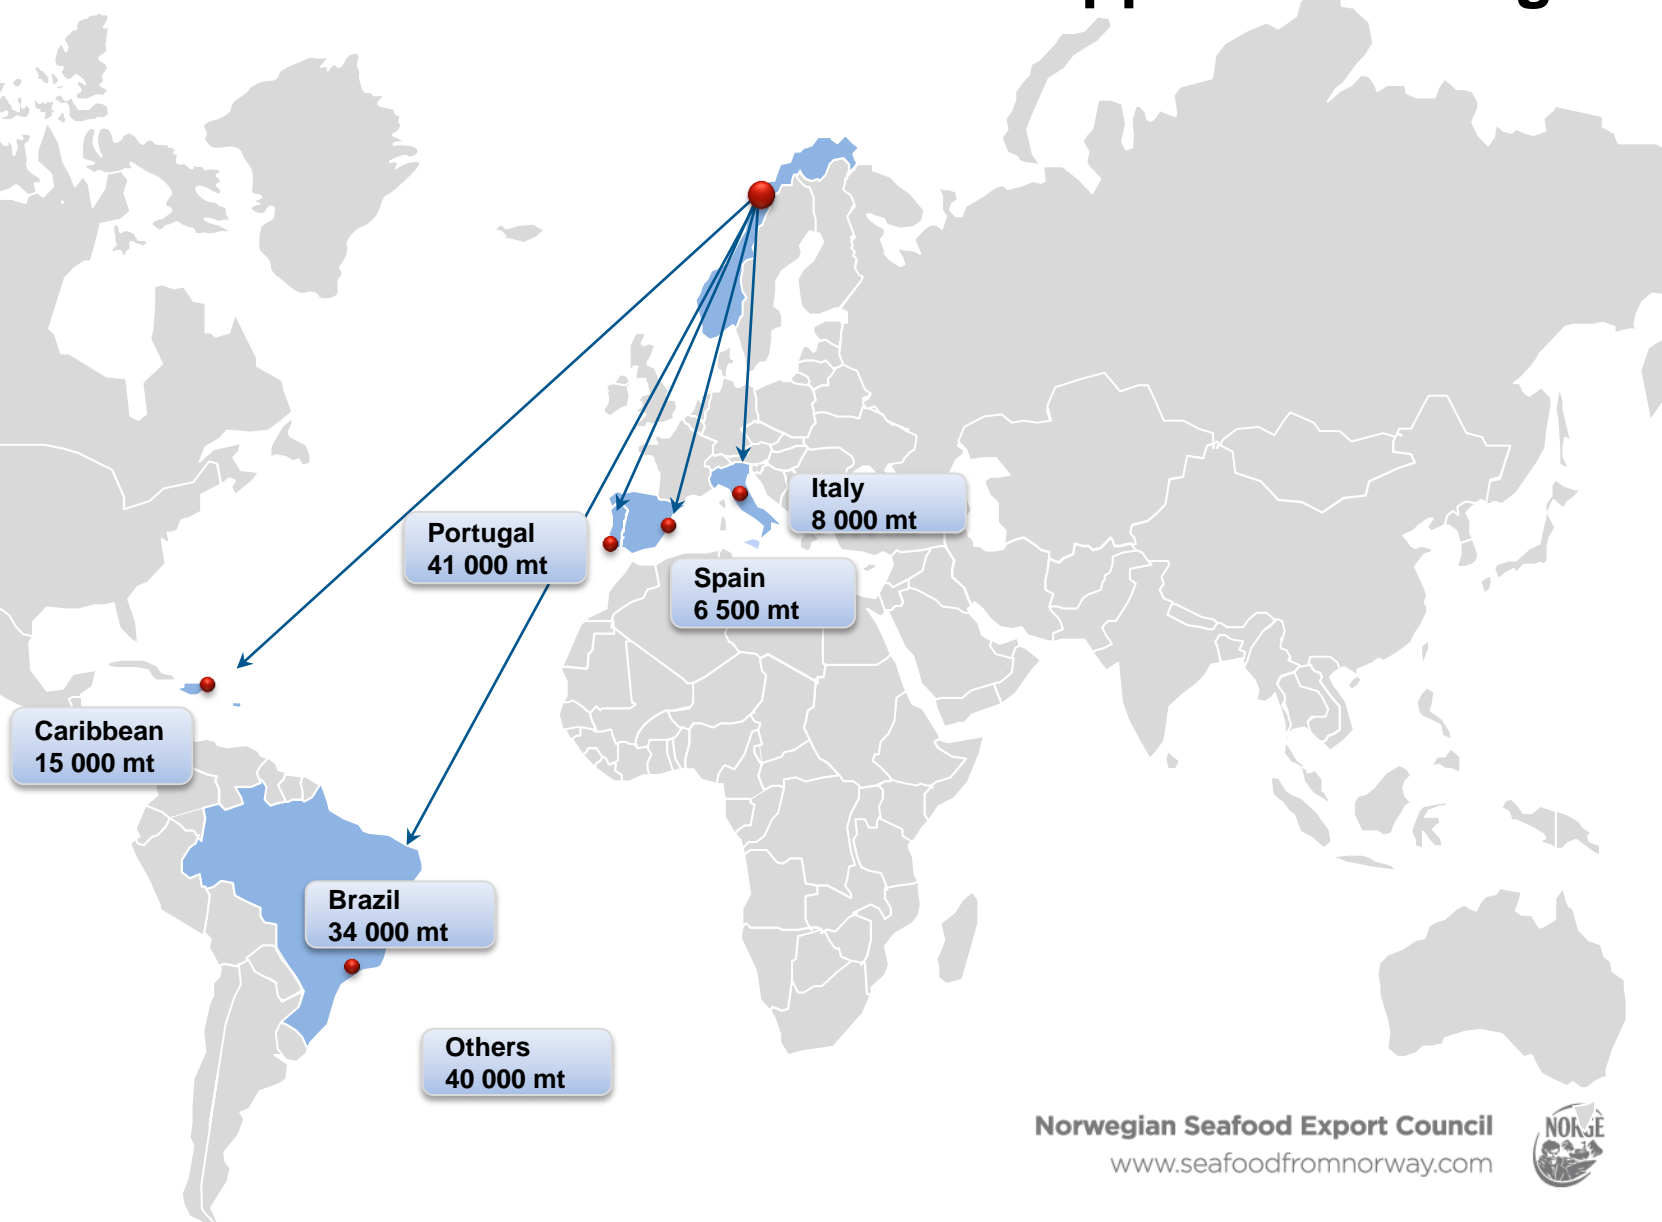 Italy
8 000 mt
Portugal
41 000 mt
Spain
6 500 mt
Caribbean
15 000 mt
Brazil
34 000 mt
Others
40 000 mt
Norwegian Seafood Export Council
www.seafoodfromnorway.com
NORGE